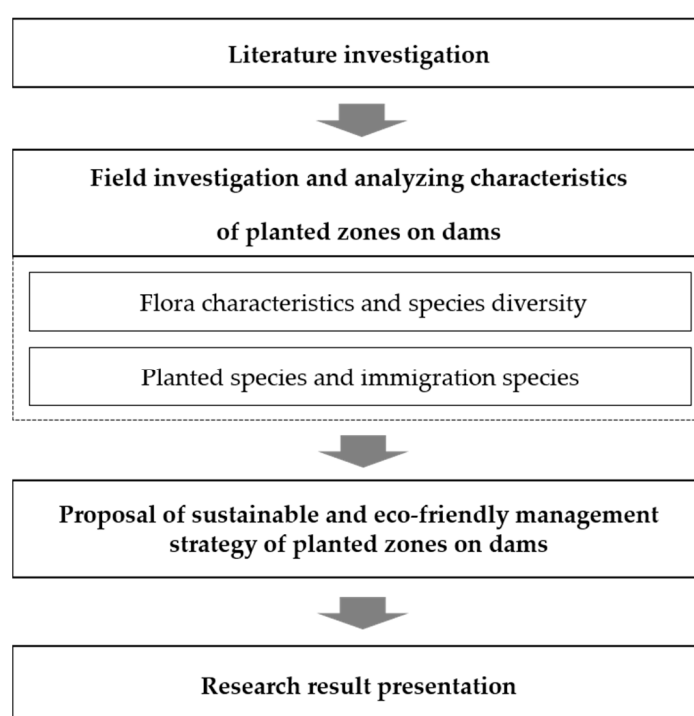 Literature investigation
Field investigation and analyzing characteristics
of planted zones on dams
Flora characteristics and species diversity
Planted species and immigration species
Proposal of sustainable and eco-friendly management
strategy of planted zones on dams
Research result presentation